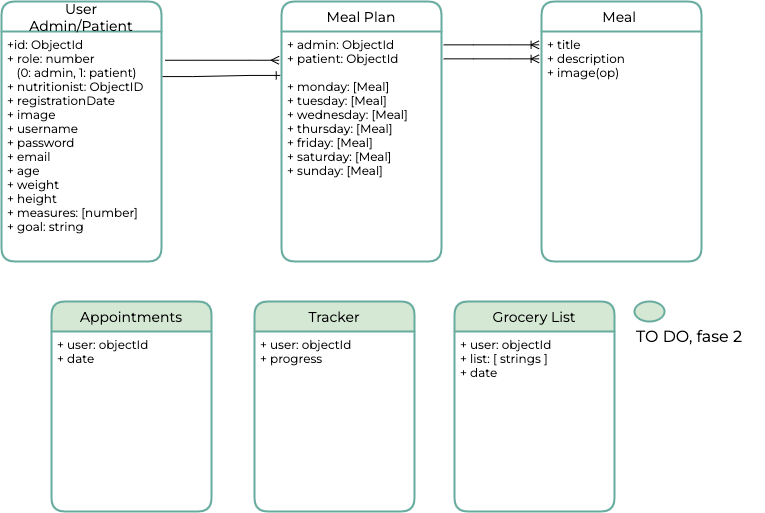 User
Admin/Patient
+id: ObjectId
+ role: number
(0: admin, 1: patient)
+ nutritionist: ObjectID
+ registrationDate
+ image
+ username
+ password
+ email
+ age
+ weight
+ height
+ measures: [number]
+ goal: string
Meal Plan
+ admin: ObjectId
+ patient: ObjectId
+ monday: [Meal]
+ tuesday: [Meal]
+ wednesday: [Meal]
+ thursday: [Meal]
+ friday: [Meal]
+ saturday: [Meal]
+ sunday: [Meal]
Meal
+ title
+ description
+ image(op)
Appointments
+ user: objectId
+ date
Tracker
+ user: objectId
+ progress
Grocery List
+ user: objectId
+ list: [ strings ]
+ date
TO DO, fase 2